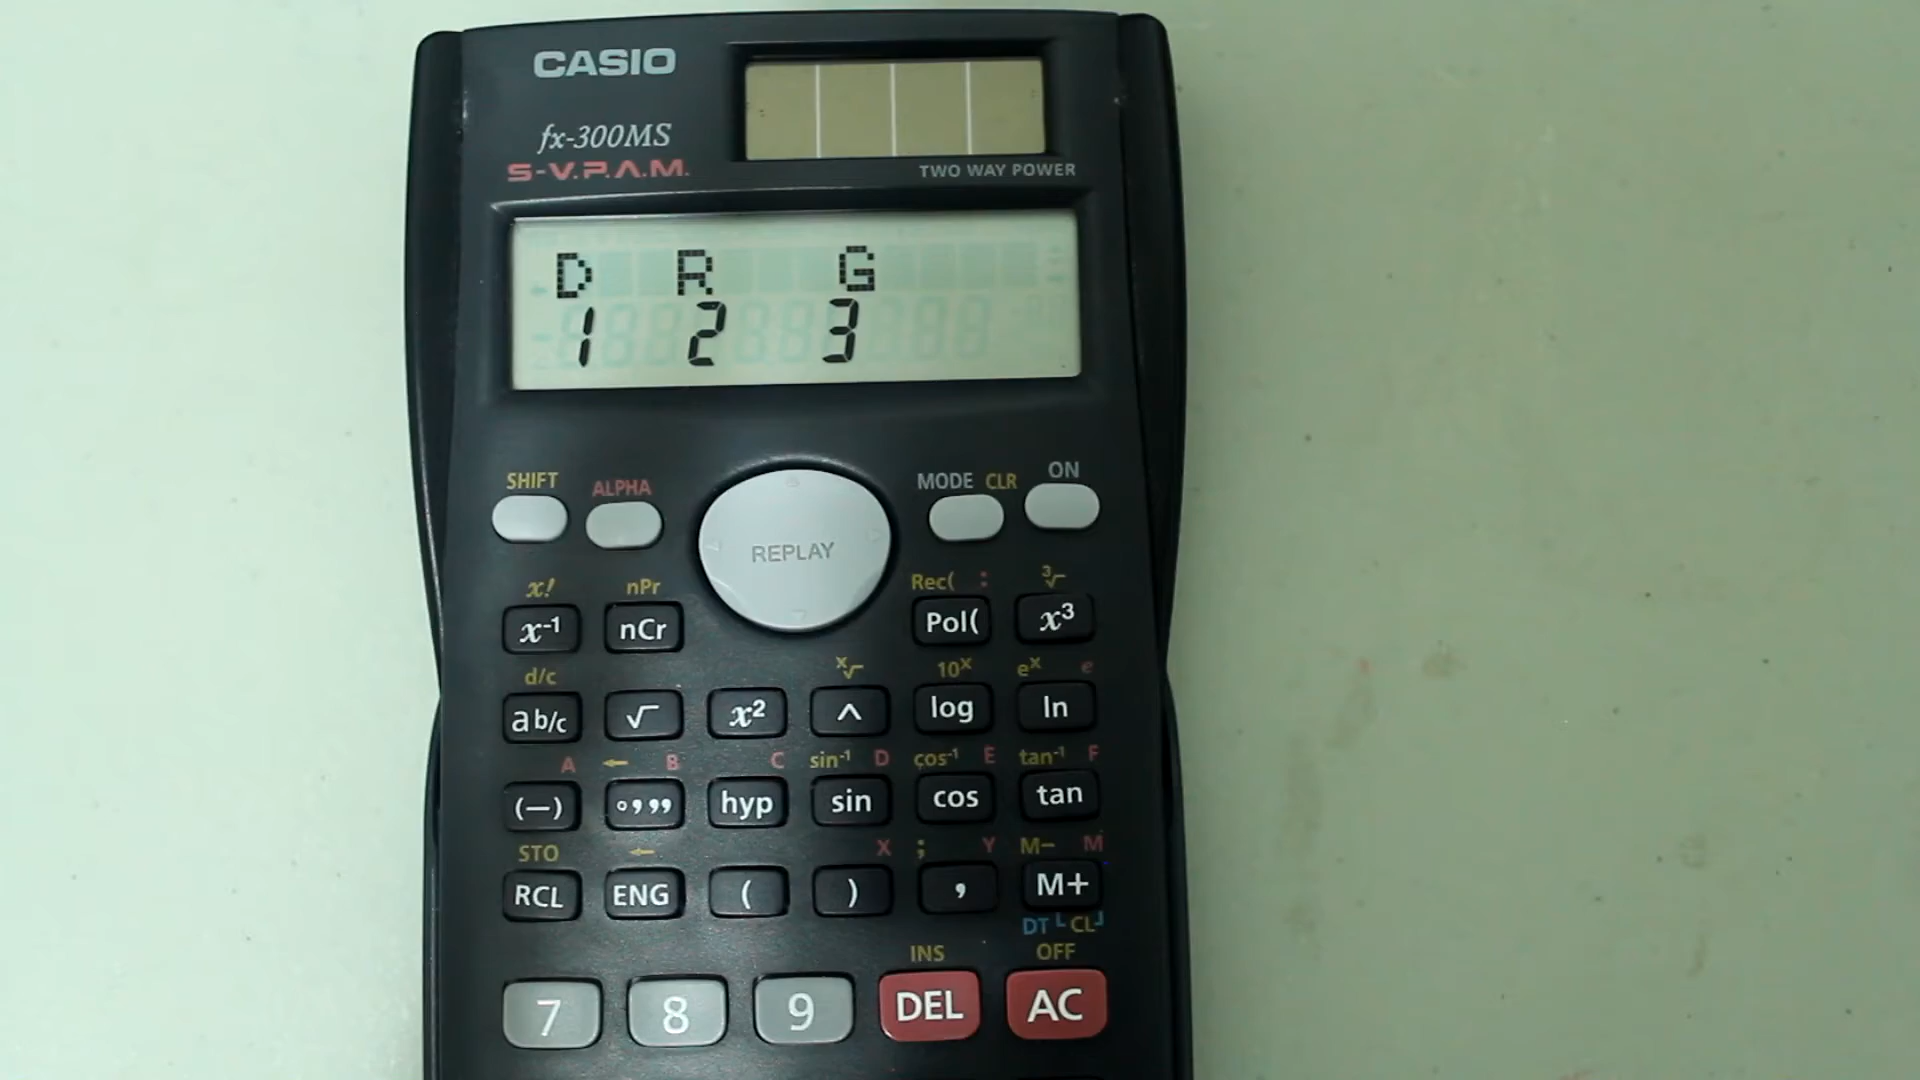 CASIO
fx-300MS
S-V.P.A.M.
TWO WAY POWER
D R G
1 2 3
SHIFT ALPHA MODE CLR ON
REPLAY
x! nPr Rec( : ³√
x⁻¹ nCr Pol( x³
d/c ˣ√ 10ˣ eˣ e
a b/c √ x² ^ log ln
A ← B C sin⁻¹ D cos⁻¹ E tan⁻¹ F
(—) °,,, hyp sin cos tan
STO ← X ; Y M– M
RCL ENG ( ) , M+
DT CL
INS OFF
7 8 9 DEL AC